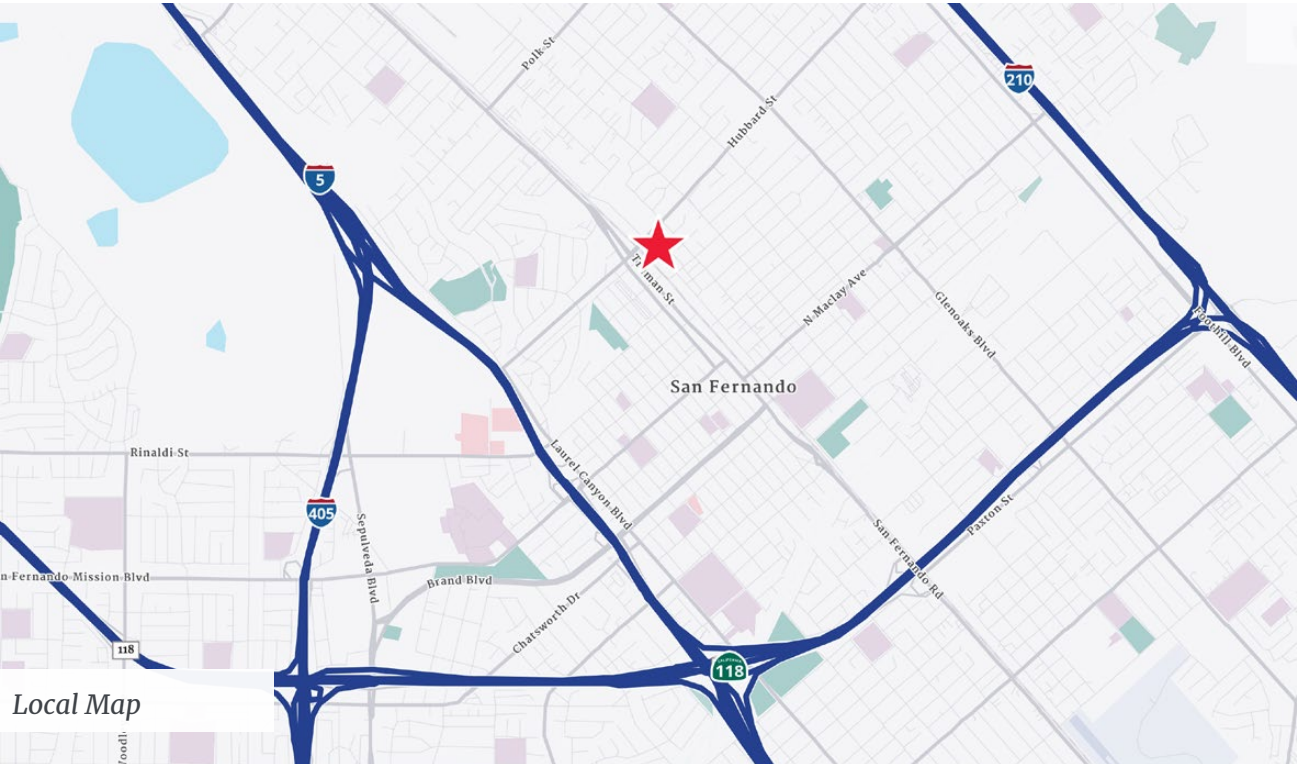 Polk St
210
Hubbard St
5
N Maclay Ave
Glenoaks Blvd
Foothill Blvd
San Fernando
Rinaldi St
Laurel Canyon Blvd
405
Sepulveda Blvd
Paxton St
San Fernando Rd
n Fernando Mission Blvd
Brand Blvd
Chatsworth Dr
118
CALIFORNIA
118
Local Map